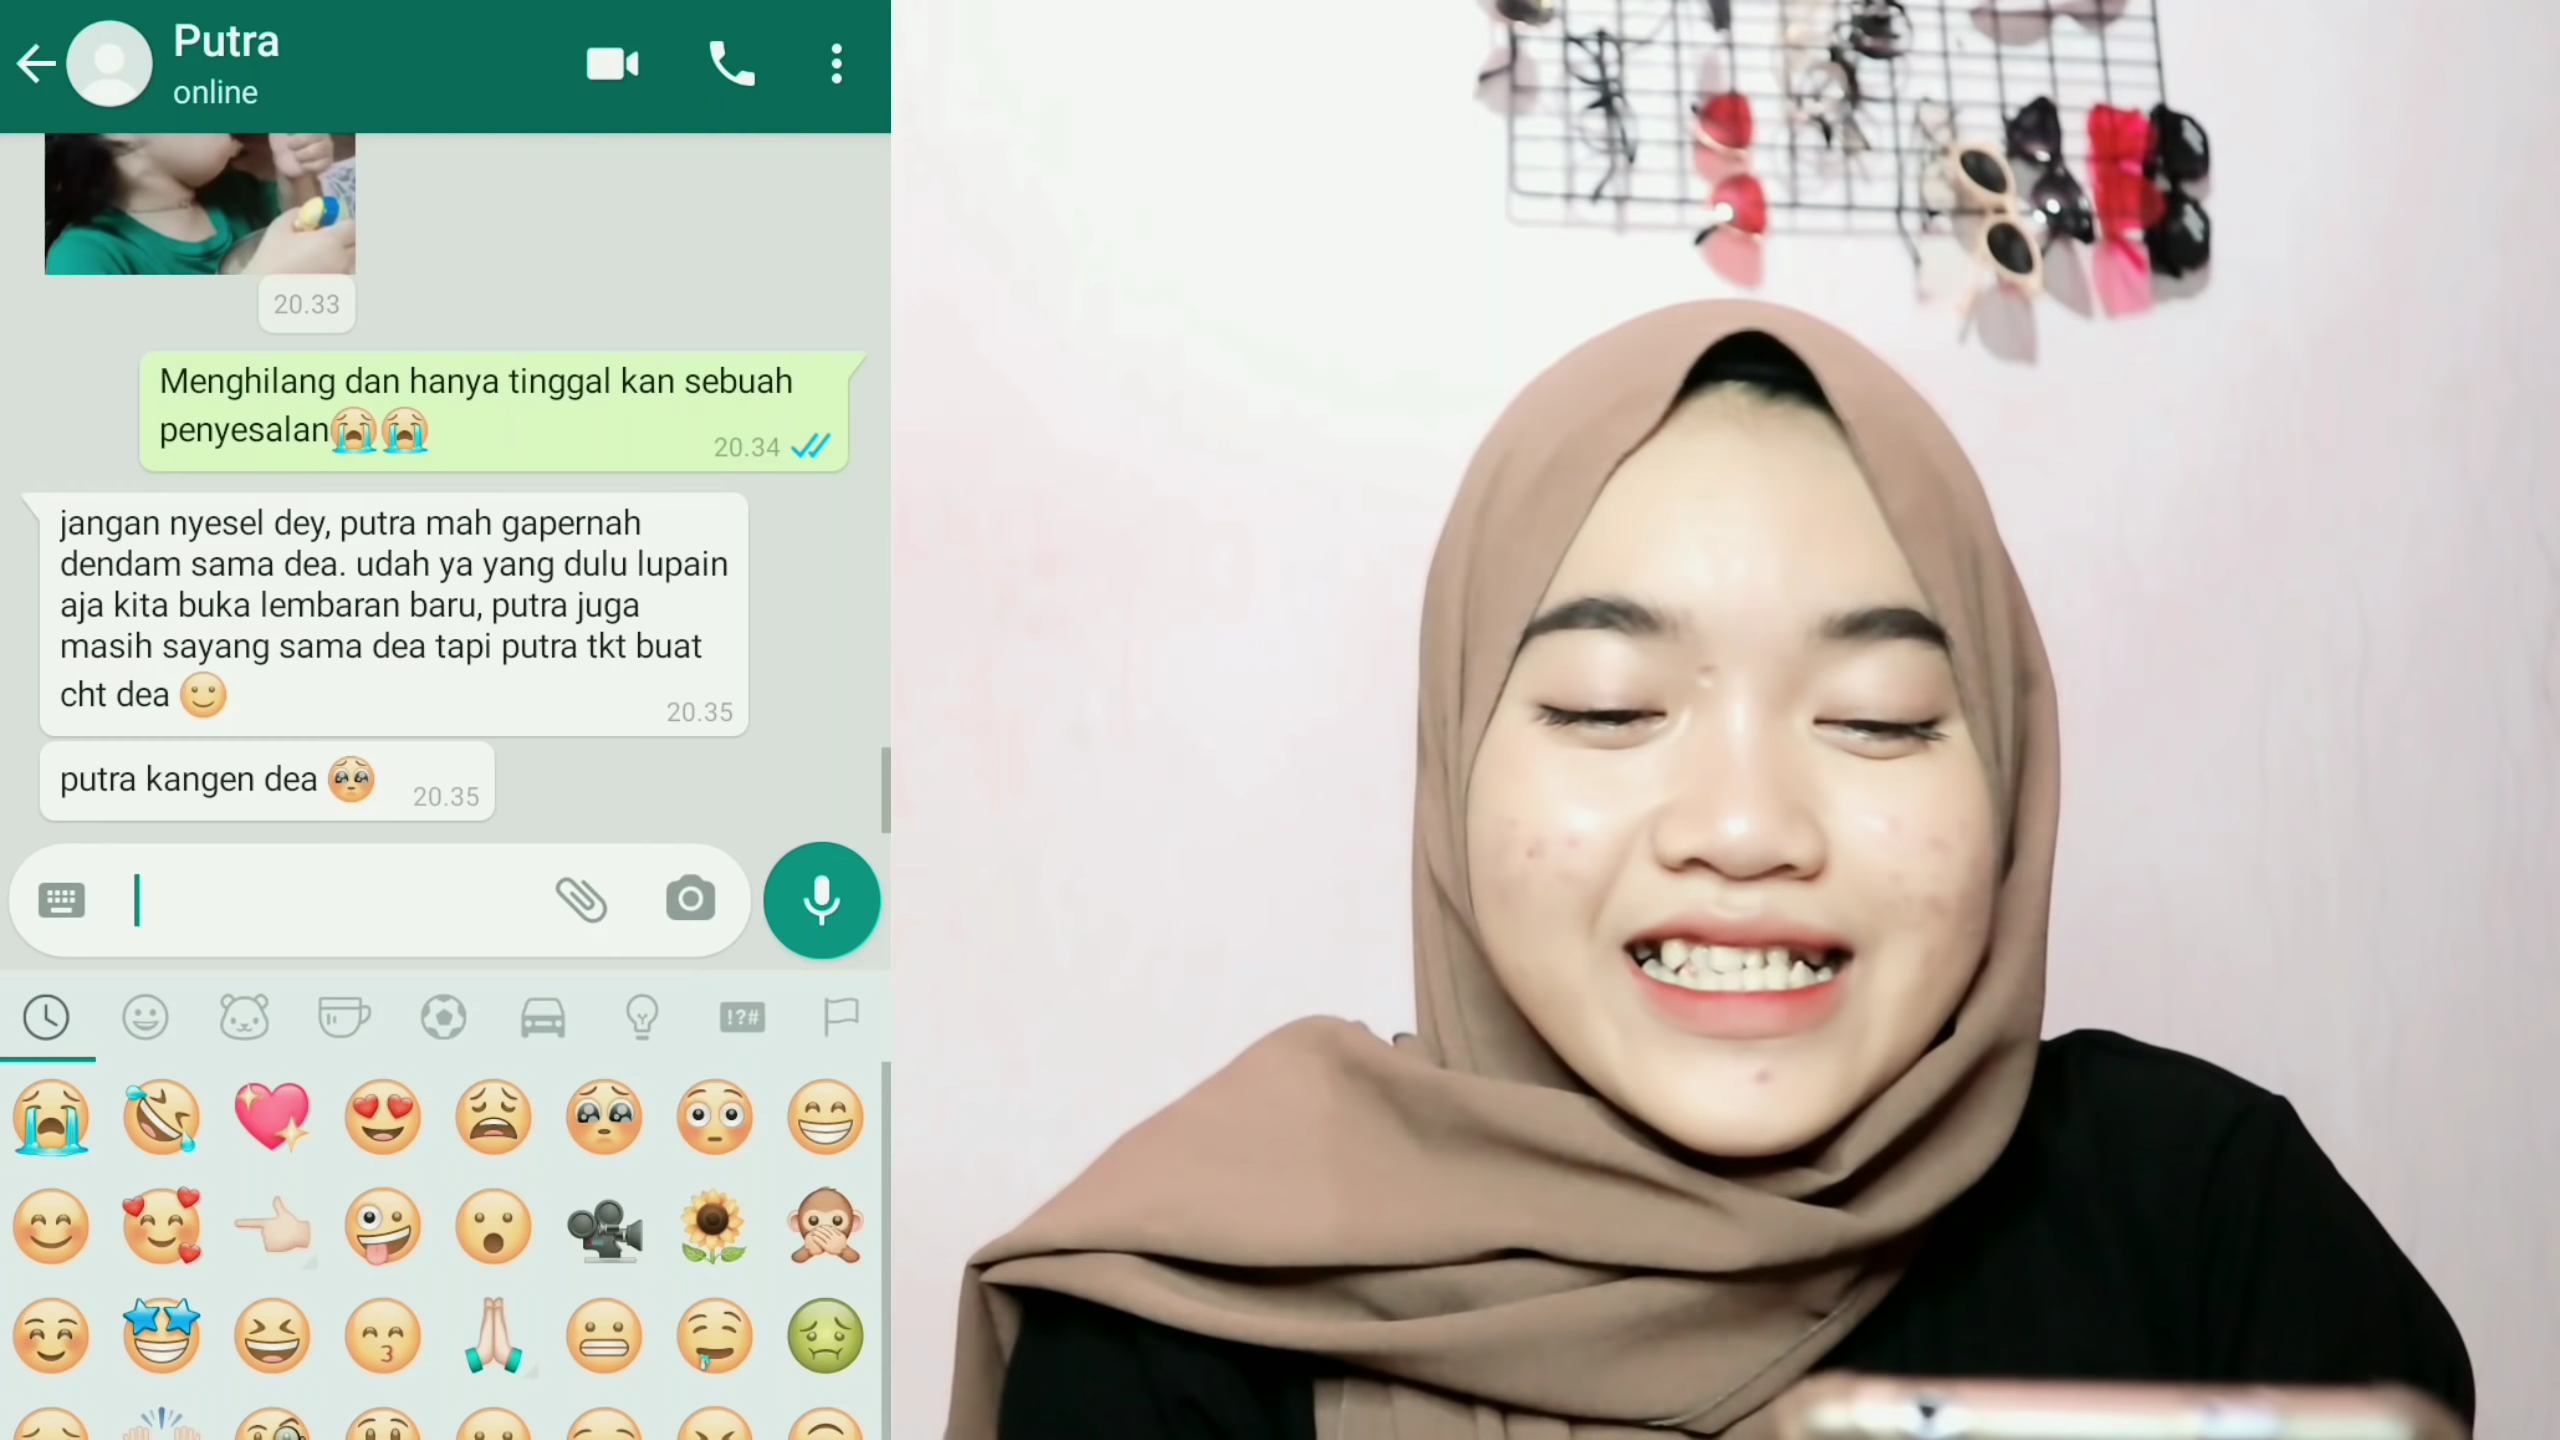 Putra
online
20.33
Menghilang dan hanya tinggal kan sebuah
penyesalan😭😭
20.34
jangan nyesel dey, putra mah gapernah
dendam sama dea. udah ya yang dulu lupain
aja kita buka lembaran baru, putra juga
masih sayang sama dea tapi putra tkt buat
cht dea 🙂
20.35
putra kangen dea 🥺
20.35
!?#